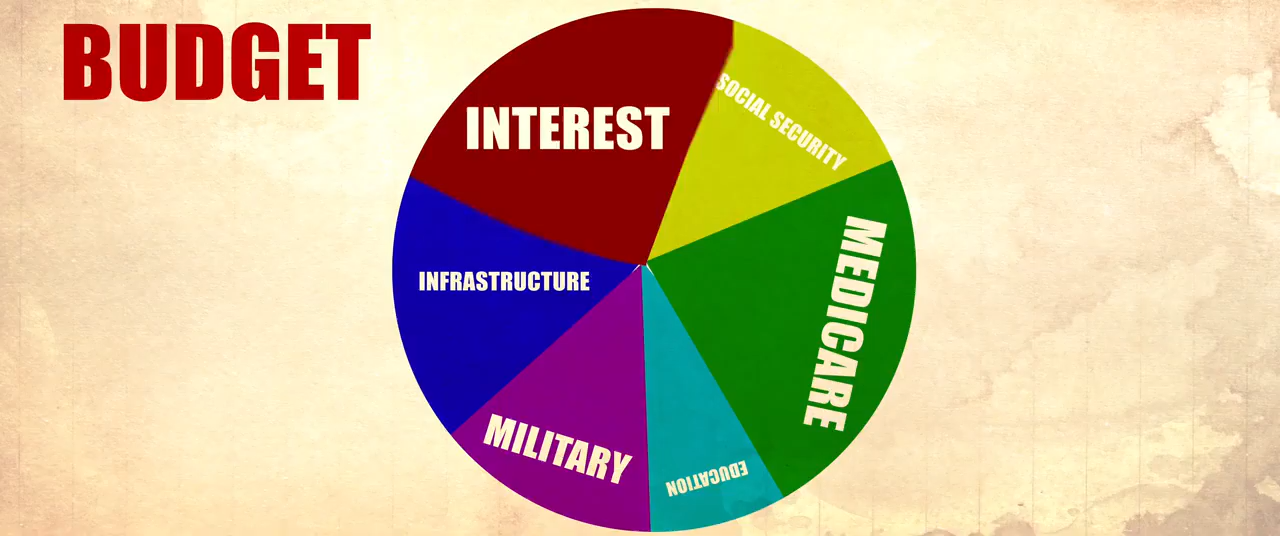 BUDGET
INTEREST
SOCIAL SECURITY
MEDICARE
EDUCATION
MILITARY
INFRASTRUCTURE